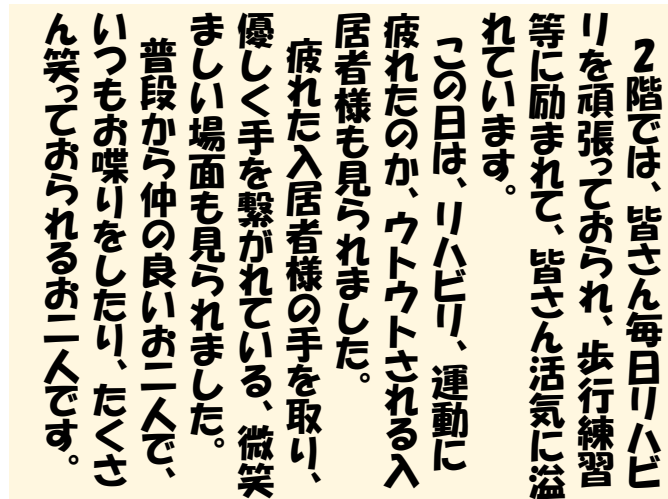 2階では、皆さん毎日リハビ
リを頑張っておられ、歩行練習
等に励まれて、皆さん活気に溢
れています。
この日は、リハビリ、運動に
疲れたのか、ウトウトされる入
居者様も見られました。
疲れた入居者様の手を取り、
優しく手を繋がれている、微笑
ましい場面も見られました。
普段から仲の良いお二人で、
いつもお喋りをしたり、たくさ
ん笑っておられるお二人です。